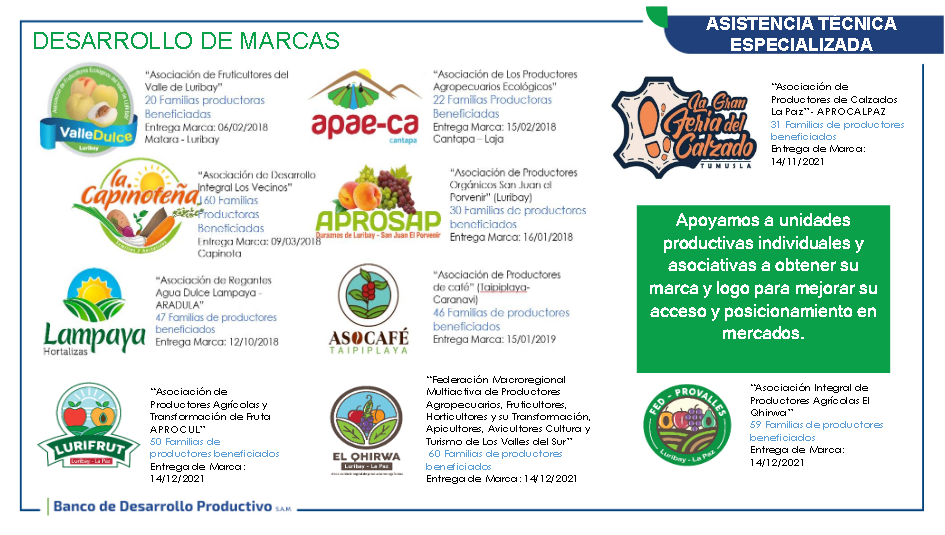 ASISTENCIA TÉCNICA
ESPECIALIZADA
DESARROLLO DE MARCAS
ValleDulce
Luribay
"Asociación de Fruticultores del
Valle de Luribay"
20 Familias productoras
Beneficiadas
Entrega Marca: 06/02/2018
Matara - Luribay
apae-ca
cantapa
"Asociación de Los Productores
Agropecuarios Ecológicos"
22 Familias Productoras
Beneficiadas
Entrega Marca: 15/02/2018
Cantapa – Laja
La Gran
Feria del
Calzado
TUMUSLA
"Asociación de
Productores de Calzados
La Paz"- APROCALPAZ
31 Familias de productores
beneficiados
Entrega de Marca:
14/11/2021
la
Capinoteña
"Asociación de Desarrollo
Integral Los Vecinos"
160 Familias
Productoras
Beneficiadas
Entrega Marca: 09/03/2018
Capinota
APROSAP
Duraznos de Luribay - San Juan El Porvenir
"Asociación de Productores
Orgánicos San Juan el
Porvenir" (Luribay)
30 Familias de productores
beneficiados
Entrega Marca: 16/01/2018
Apoyamos a unidades
productivas individuales y
asociativas a obtener su
marca y logo para mejorar su
acceso y posicionamiento en
mercados.
Lampaya
Hortalizas
"Asociación de Regantes
Agua Dulce Lampaya -
ARADULA"
47 Familias de productores
beneficiados
Entrega Marca: 12/10/2018
ASOCAFÉ
TAIPIPLAYA
"Asociación de Productores
de café" (Taipiplaya-
Caranavi)
46 Familias de productores
beneficiados
Entrega Marca: 15/01/2019
LURIFRUT
Luribay - La Paz
"Asociación de
Productores Agrícolas y
Transformación de Fruta
APROCUL"
50 Familias de
productores beneficiados
Entrega de Marca:
14/12/2021
EL QHIRWA
Luribay - La Paz
"Federación Macroregional
Multiactiva de Productores
Agropecuarios, Fruticultores,
Horticultores y su Transformación,
Apicultores, Avicultores Cultura y
Turismo de Los Valles del Sur"
60 Familias de productores
beneficiados
Entrega de Marca: 14/12/2021
FED - PROVALLES
Luribay - La Paz
"Asociación Integral de
Productores Agrícolas El
Qhirwa"
59 Familias de productores
beneficiados
Entrega de Marca:
14/12/2021
Banco de Desarrollo Productivo S.A.M.